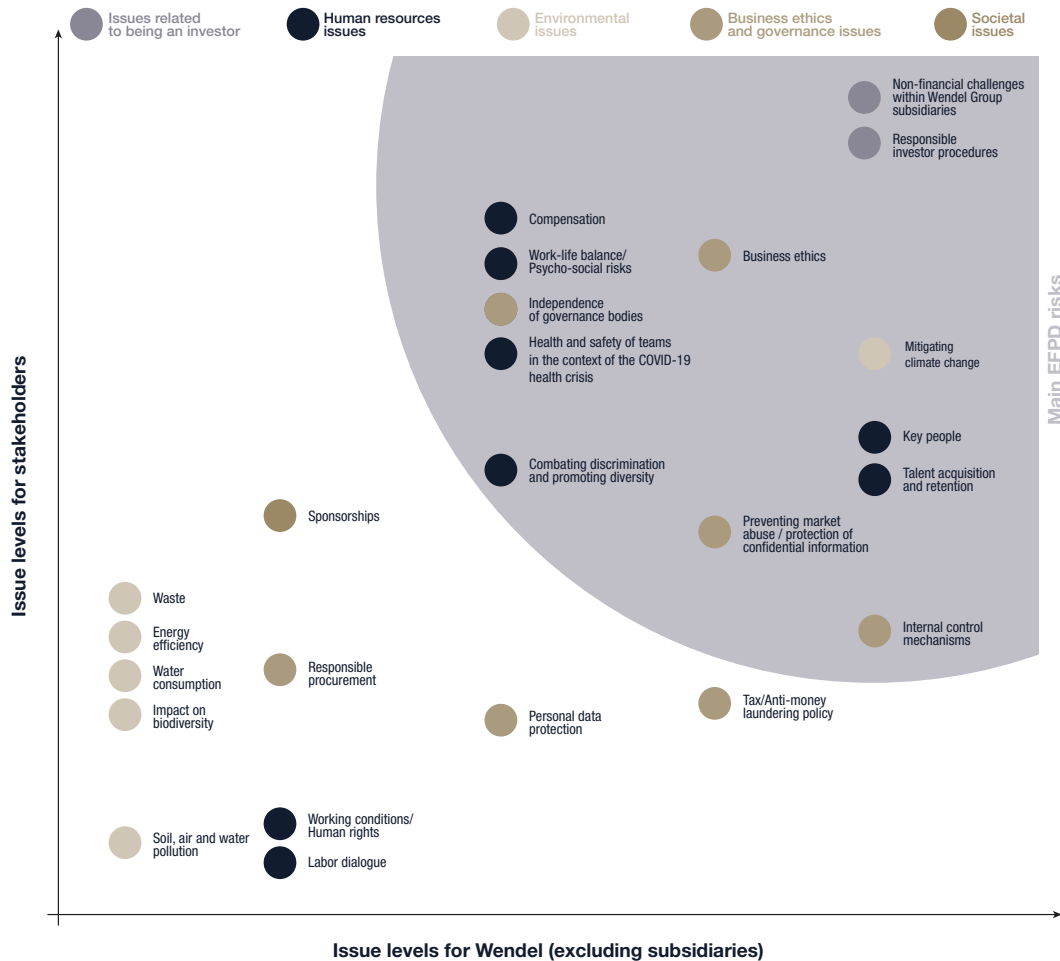 Issues related
to being an investor
Human resources
issues
Environmental
issues
Business ethics
and governance issues
Societal
issues
Non-financial challenges
within Wendel Group
subsidiaries
Responsible
investor procedures
Compensation
Work-life balance/
Psycho-social risks
Business ethics
Independence
of governance bodies
Health and safety of teams
in the context of the COVID-19
health crisis
Mitigating
climate change
Key people
Combating discrimination
and promoting diversity
Talent acquisition
and retention
Sponsorships
Preventing market
abuse / protection of
confidential information
Waste
Energy
efficiency
Internal control
mechanisms
Water
consumption
Responsible
procurement
Impact on
biodiversity
Personal data
protection
Tax/Anti-money
laundering policy
Working conditions/
Human rights
Soil, air and water
pollution
Labor dialogue
Main EFPD risks
Issue levels for stakeholders
Issue levels for Wendel (excluding subsidiaries)